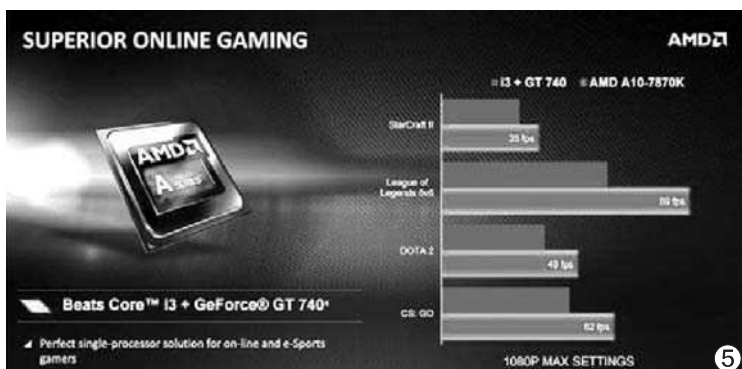 SUPERIOR ONLINE GAMING
AMD
i3 + GT 740 AMD A10-7870K
StarCraft II
35 fps
League of
Legends 5v5
89 fps
DOTA 2
49 fps
CS: GO
62 fps
AMD
A SERIES
Beats Core™ i3 + GeForce® GT 740⁴
Perfect single-processor solution for on-line and e-Sports
gamers
1080P MAX SETTINGS
5